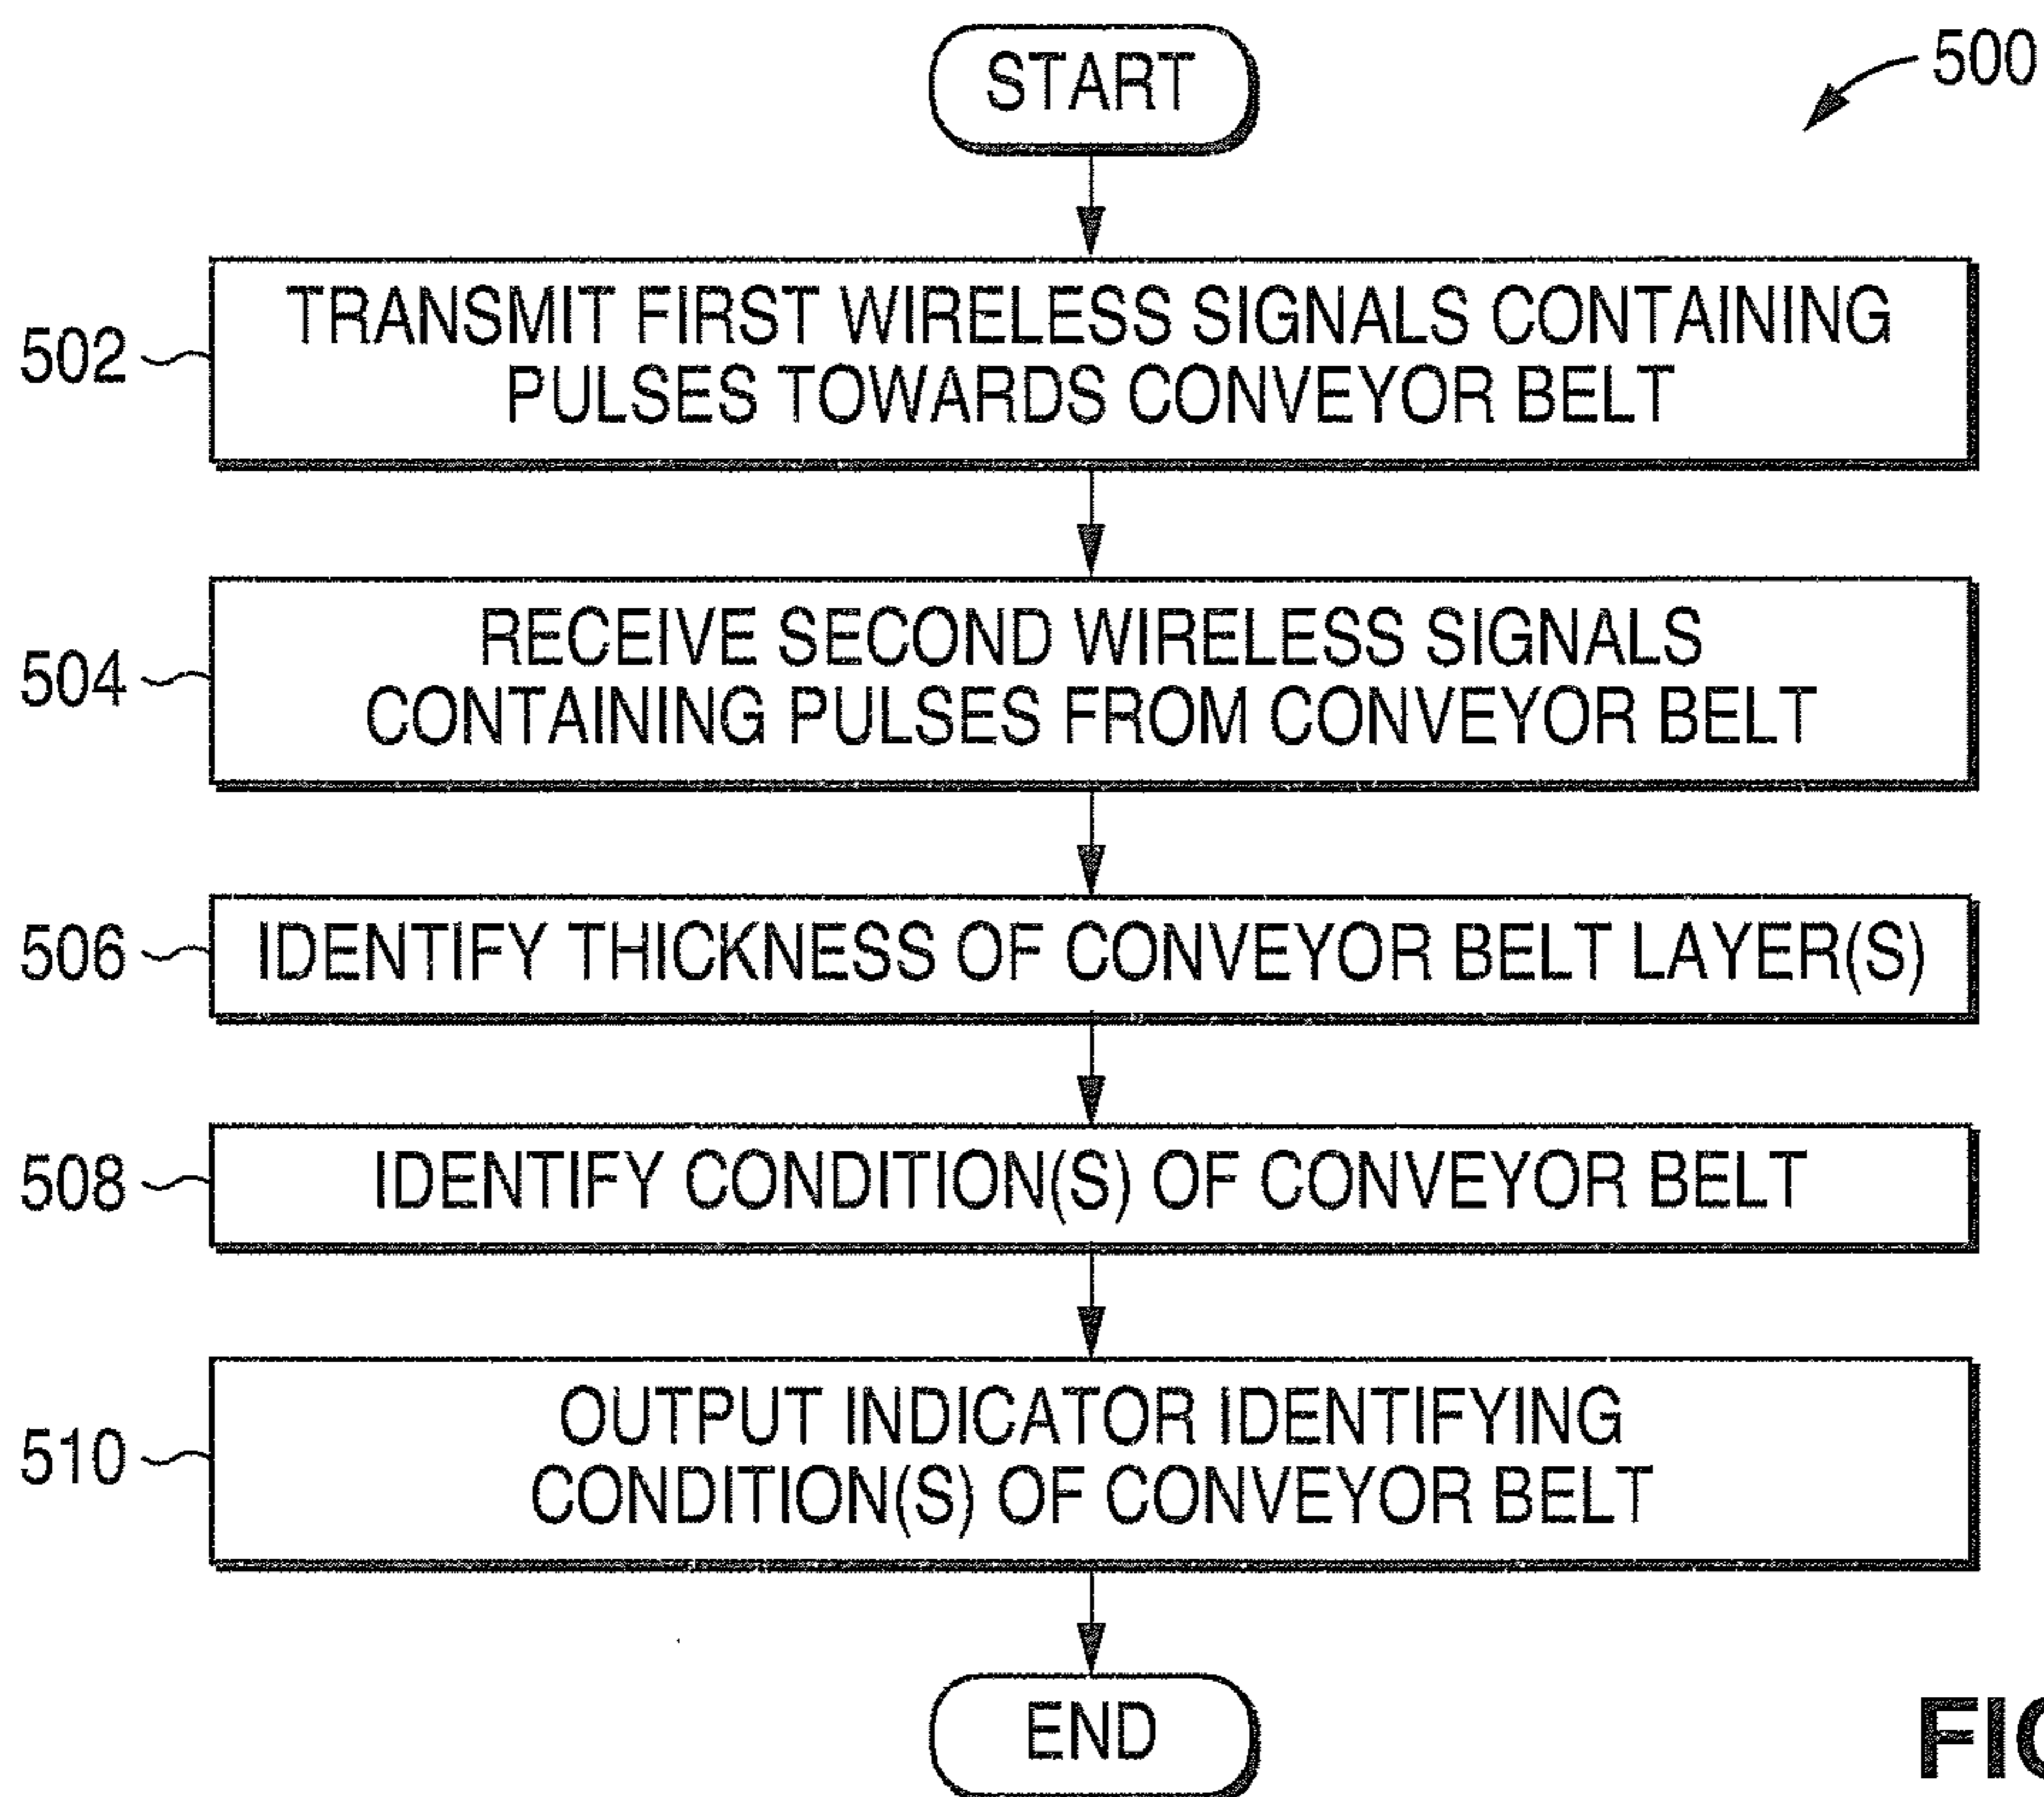 START
500
502
TRANSMIT FIRST WIRELESS SIGNALS CONTAINING
PULSES TOWARDS CONVEYOR BELT
504
RECEIVE SECOND WIRELESS SIGNALS
CONTAINING PULSES FROM CONVEYOR BELT
506
IDENTIFY THICKNESS OF CONVEYOR BELT LAYER(S)
508
IDENTIFY CONDITION(S) OF CONVEYOR BELT
510
OUTPUT INDICATOR IDENTIFYING
CONDITION(S) OF CONVEYOR BELT
END